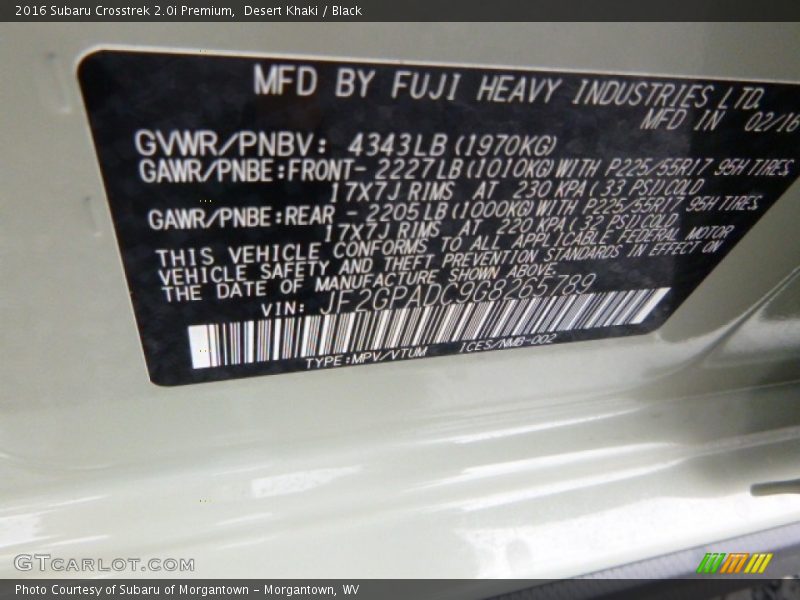 2016 Subaru Crosstrek 2.0i Premium, Desert Khaki / Black
MFD BY FUJI HEAVY INDUSTRIES LTD.
MFD IN 02/16
GVWR/PNBV: 4343LB (1970KG)
GAWR/PNBE:FRONT- 2227LB(1010KG)WITH P225/55R17 95H TIRES
17X7J RIMS AT 230 KPA(33 PSI)COLD
GAWR/PNBE:REAR - 2205LB(1000KG)WITH P225/55R17 95H TIRES
17X7J RIMS AT 220 KPA(32 PSI)COLD
THIS VEHICLE CONFORMS TO ALL APPLICABLE FEDERAL MOTOR
VEHICLE SAFETY AND THEFT PREVENTION STANDARDS IN EFFECT ON
THE DATE OF MANUFACTURE SHOWN ABOVE.
VIN: JF2GPADC9G8265789
TYPE:MPV/VTUM ICES/NMB-002
GTCARLOT.COM
Photo Courtesy of Subaru of Morgantown - Morgantown, WV